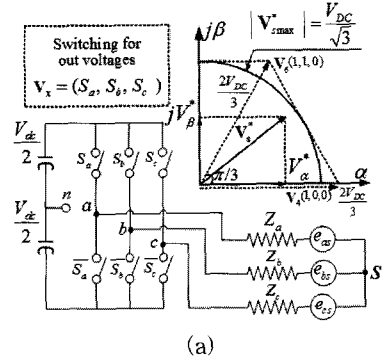 Switching for
out voltages
V_x = (S_a, S_b, S_c )
|V*_smax| = V_DC/√3
jβ
V_6(1,1,0)
2V_DC/3
jV*_β
V*_s
V*_α
π/3
α
V_4(1,0,0)
2V_DC/3
V_dc/2
V_dc/2
n
S_a
S_b
S_c
a
b
c
S̅_a
S̅_b
S̅_c
Z_a
e_as
Z_b
e_bs
Z_c
e_cs
S
(a)